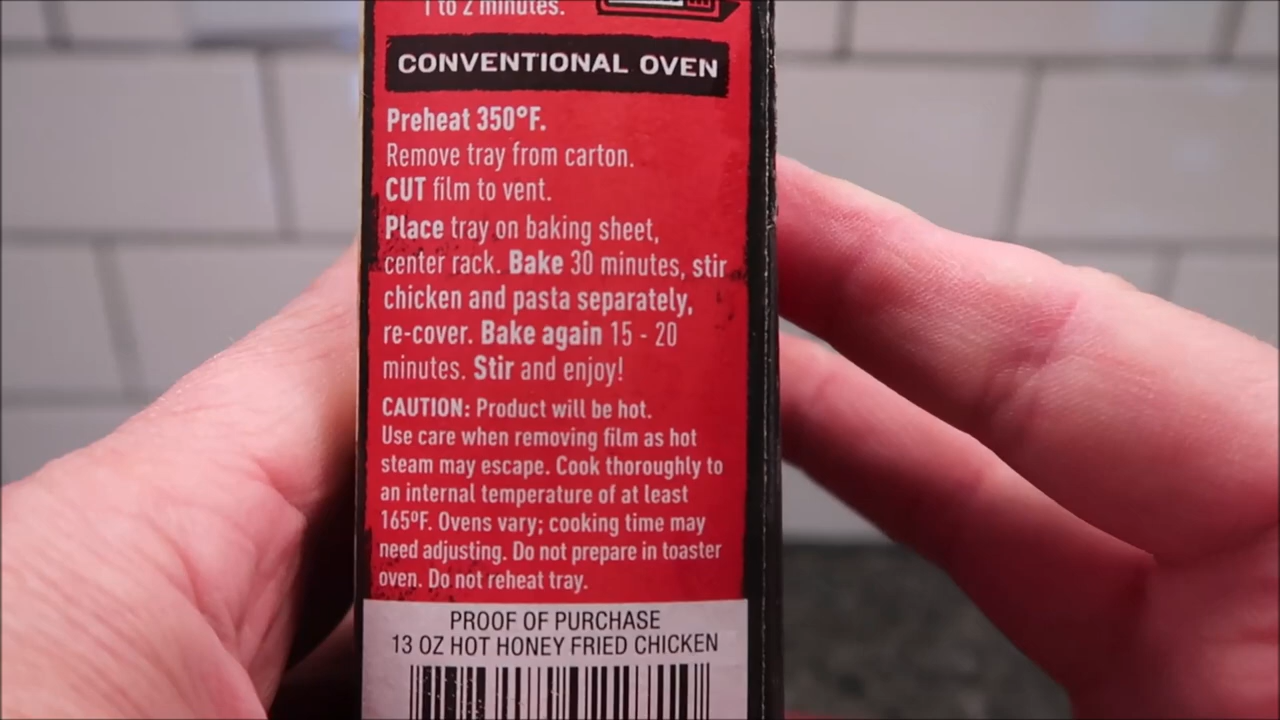 1 to 2 minutes.
CONVENTIONAL OVEN
Preheat 350°F.
Remove tray from carton.
CUT film to vent.
Place tray on baking sheet,
center rack. Bake 30 minutes, stir
chicken and pasta separately,
re-cover. Bake again 15 - 20
minutes. Stir and enjoy!
CAUTION: Product will be hot.
Use care when removing film as hot
steam may escape. Cook thoroughly to
an internal temperature of at least
165ºF. Ovens vary; cooking time may
need adjusting. Do not prepare in toaster
oven. Do not reheat tray.
PROOF OF PURCHASE
13 OZ HOT HONEY FRIED CHICKEN